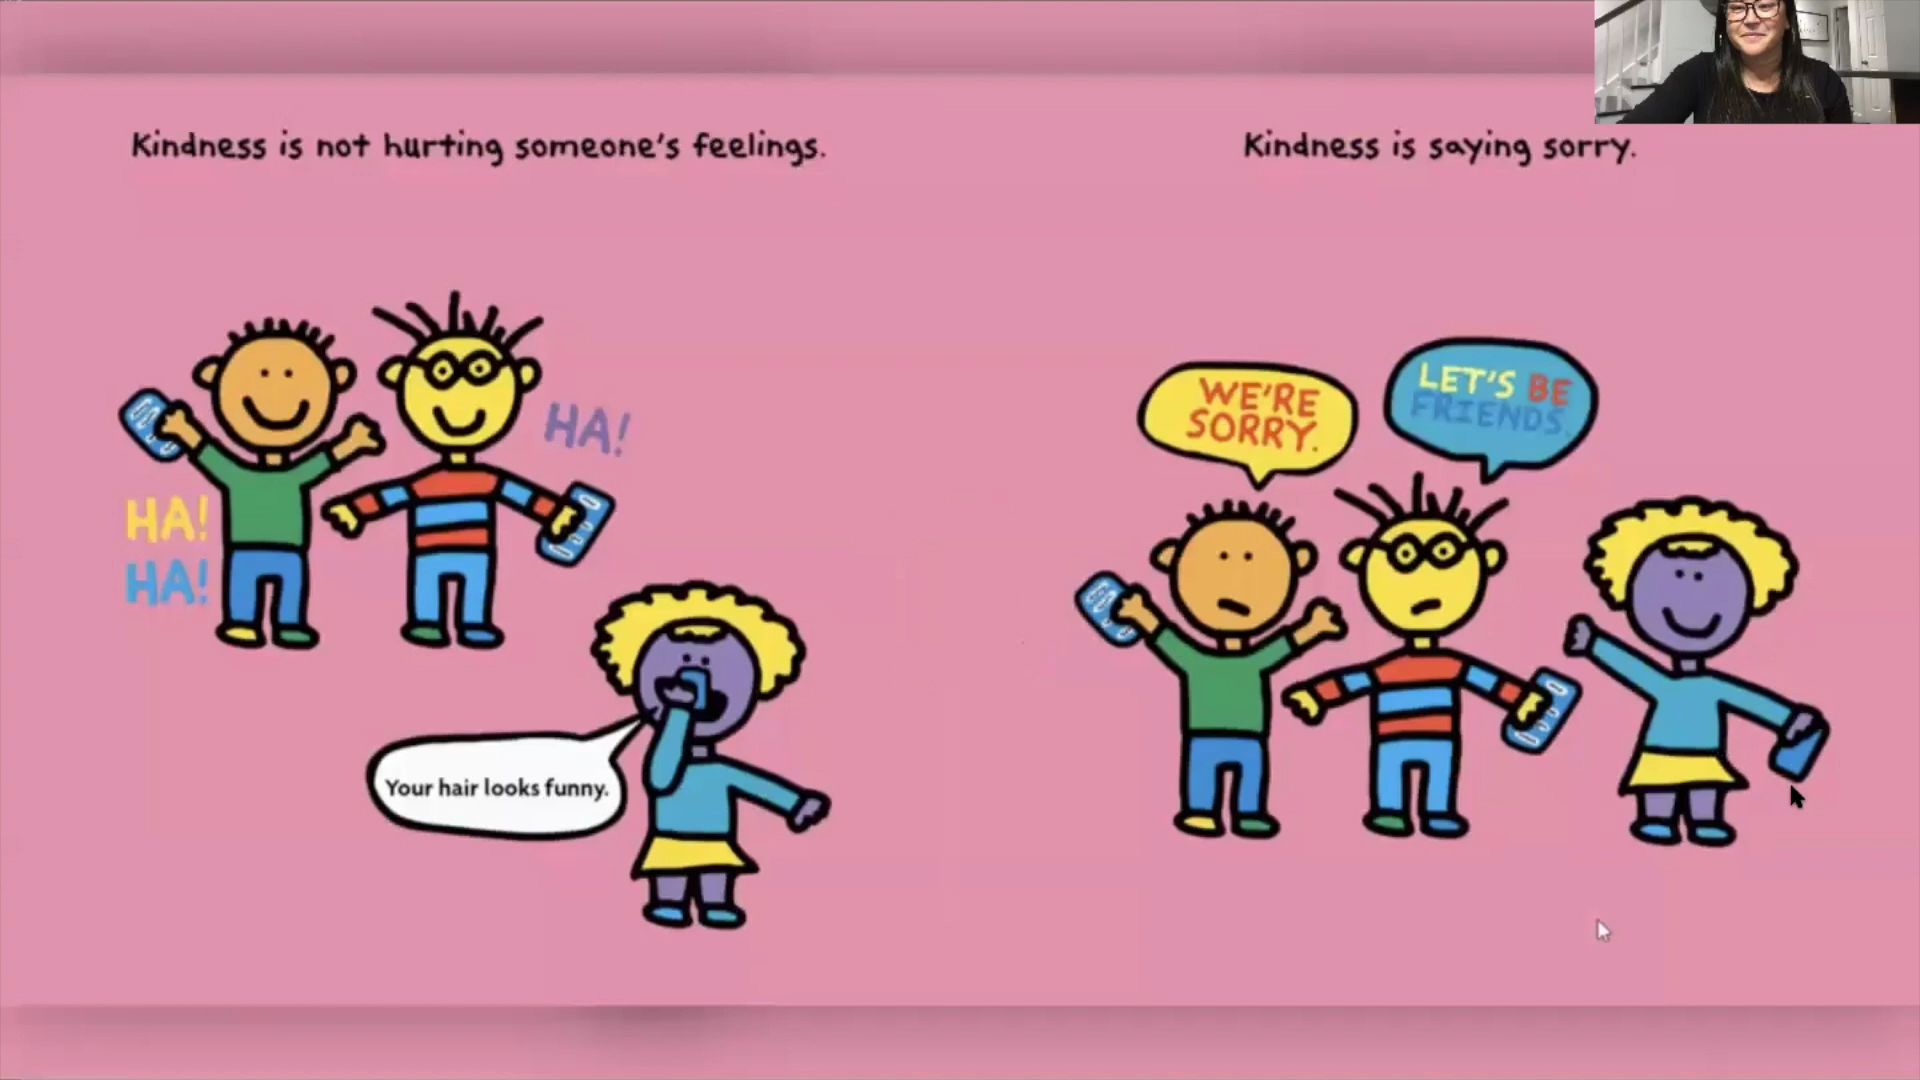 Kindness is not hurting someone's feelings.
HA!
HA!
HA!
Your hair looks funny.
Kindness is saying sorry.
WE'RE
SORRY.
LET'S BE
FRIENDS.